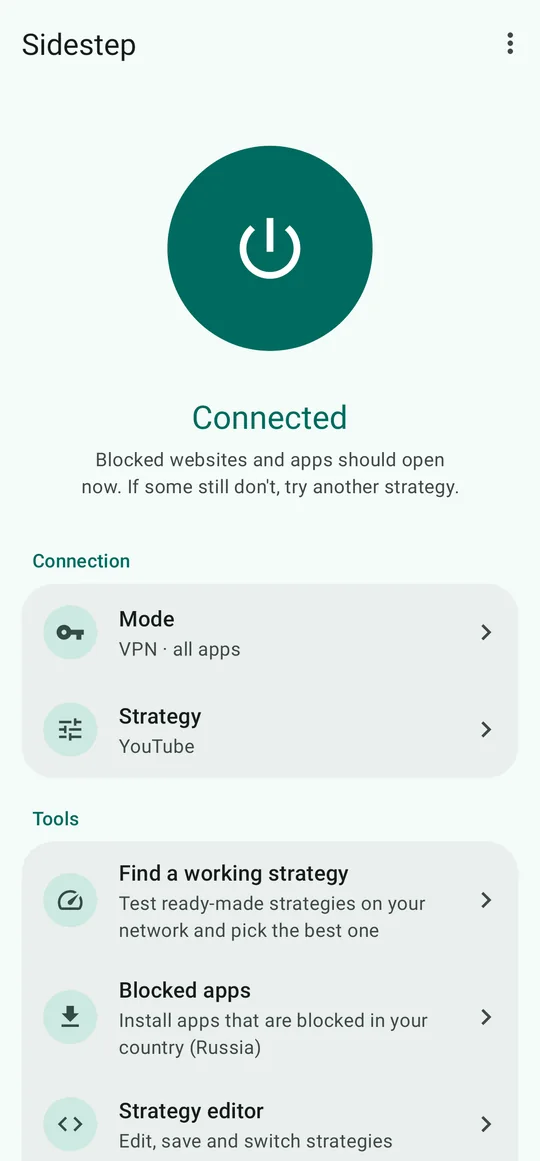 Sidestep
Connected
Blocked websites and apps should open
now. If some still don't, try another strategy.
Connection
Mode
VPN · all apps
Strategy
YouTube
Tools
Find a working strategy
Test ready-made strategies on your
network and pick the best one
Blocked apps
Install apps that are blocked in your
country (Russia)
Strategy editor
Edit, save and switch strategies